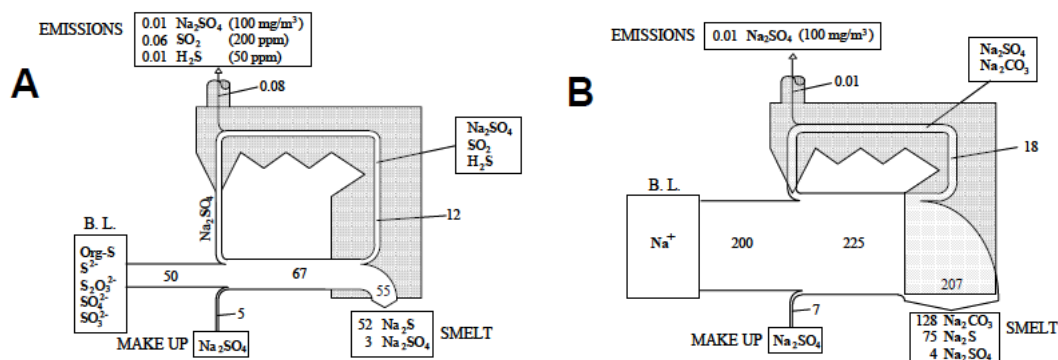 A
EMISSIONS
0.01 Na₂SO₄ (100 mg/m³)
0.06 SO₂ (200 ppm)
0.01 H₂S (50 ppm)
0.08
Na₂SO₄
SO₂
H₂S
12
Na₂SO₄
B. L.
Org-S
S²⁻
S₂O₃²⁻
SO₄²⁻
SO₃²⁻
50
67
55
5
MAKE UP Na₂SO₄
52 Na₂S
3 Na₂SO₄
SMELT
B
EMISSIONS
0.01 Na₂SO₄ (100 mg/m³)
0.01
Na₂SO₄
Na₂CO₃
18
B. L.
Na⁺
200
225
207
7
MAKE UP Na₂SO₄
128 Na₂CO₃
75 Na₂S
4 Na₂SO₄
SMELT